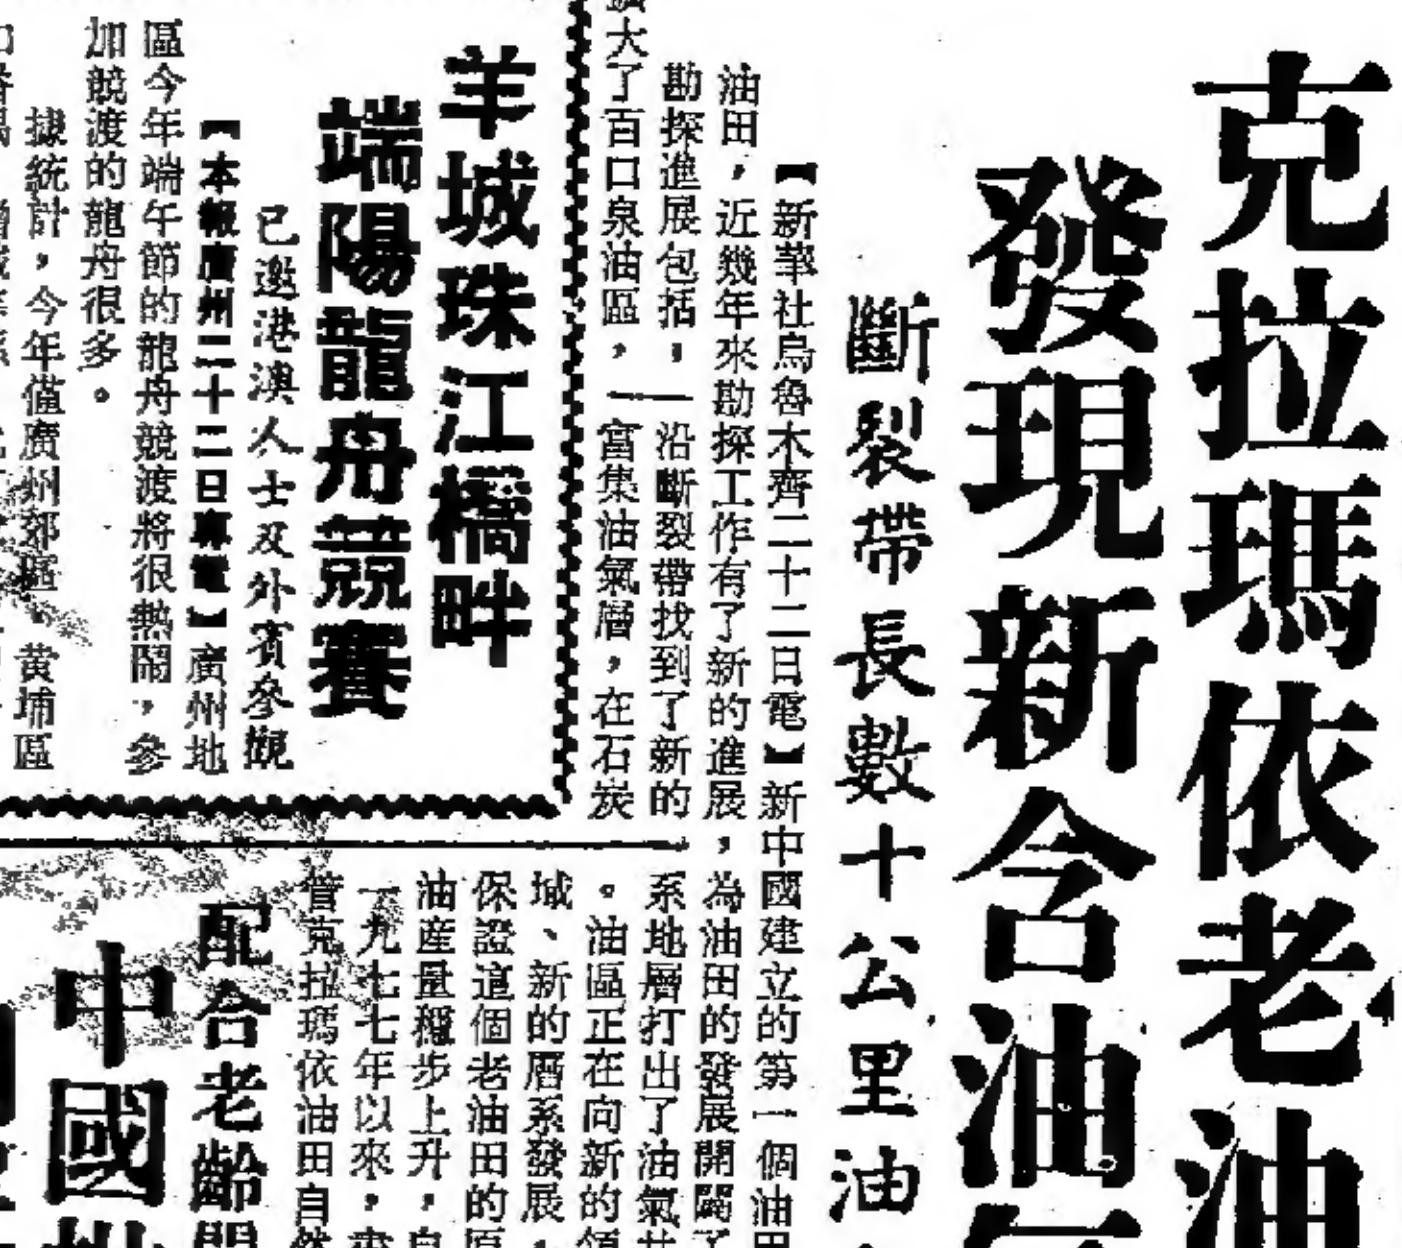 克拉瑪依老油
發現新含油
斷裂帶長數十公里油
【新華社烏魯木齊二十二日電】新中國建立的第一個油田
油田,近幾年來勘探工作有了新的進展,為油田的發展開闢了
勘探進展包括:—沿斷裂帶找到了新的
系地層打出了油氣井
擴大了百口泉油區,—富集油氣層,在石炭
。油區正在向新的領
域、新的層系發展,
保證這個老油田的原
油產量穩步上升,自
一九七七年以來,來
管克拉瑪依油田自然
羊城珠江橋畔
端陽龍舟競賽
已邀港澳人士及外賓參觀
【本報廣州二十二日專電】廣州地
區今年端午節的龍舟競渡將很熱鬧,參
加競渡的龍舟很多。
據統計,今年僅廣州郊區、黃埔區
配合老齡問
中國